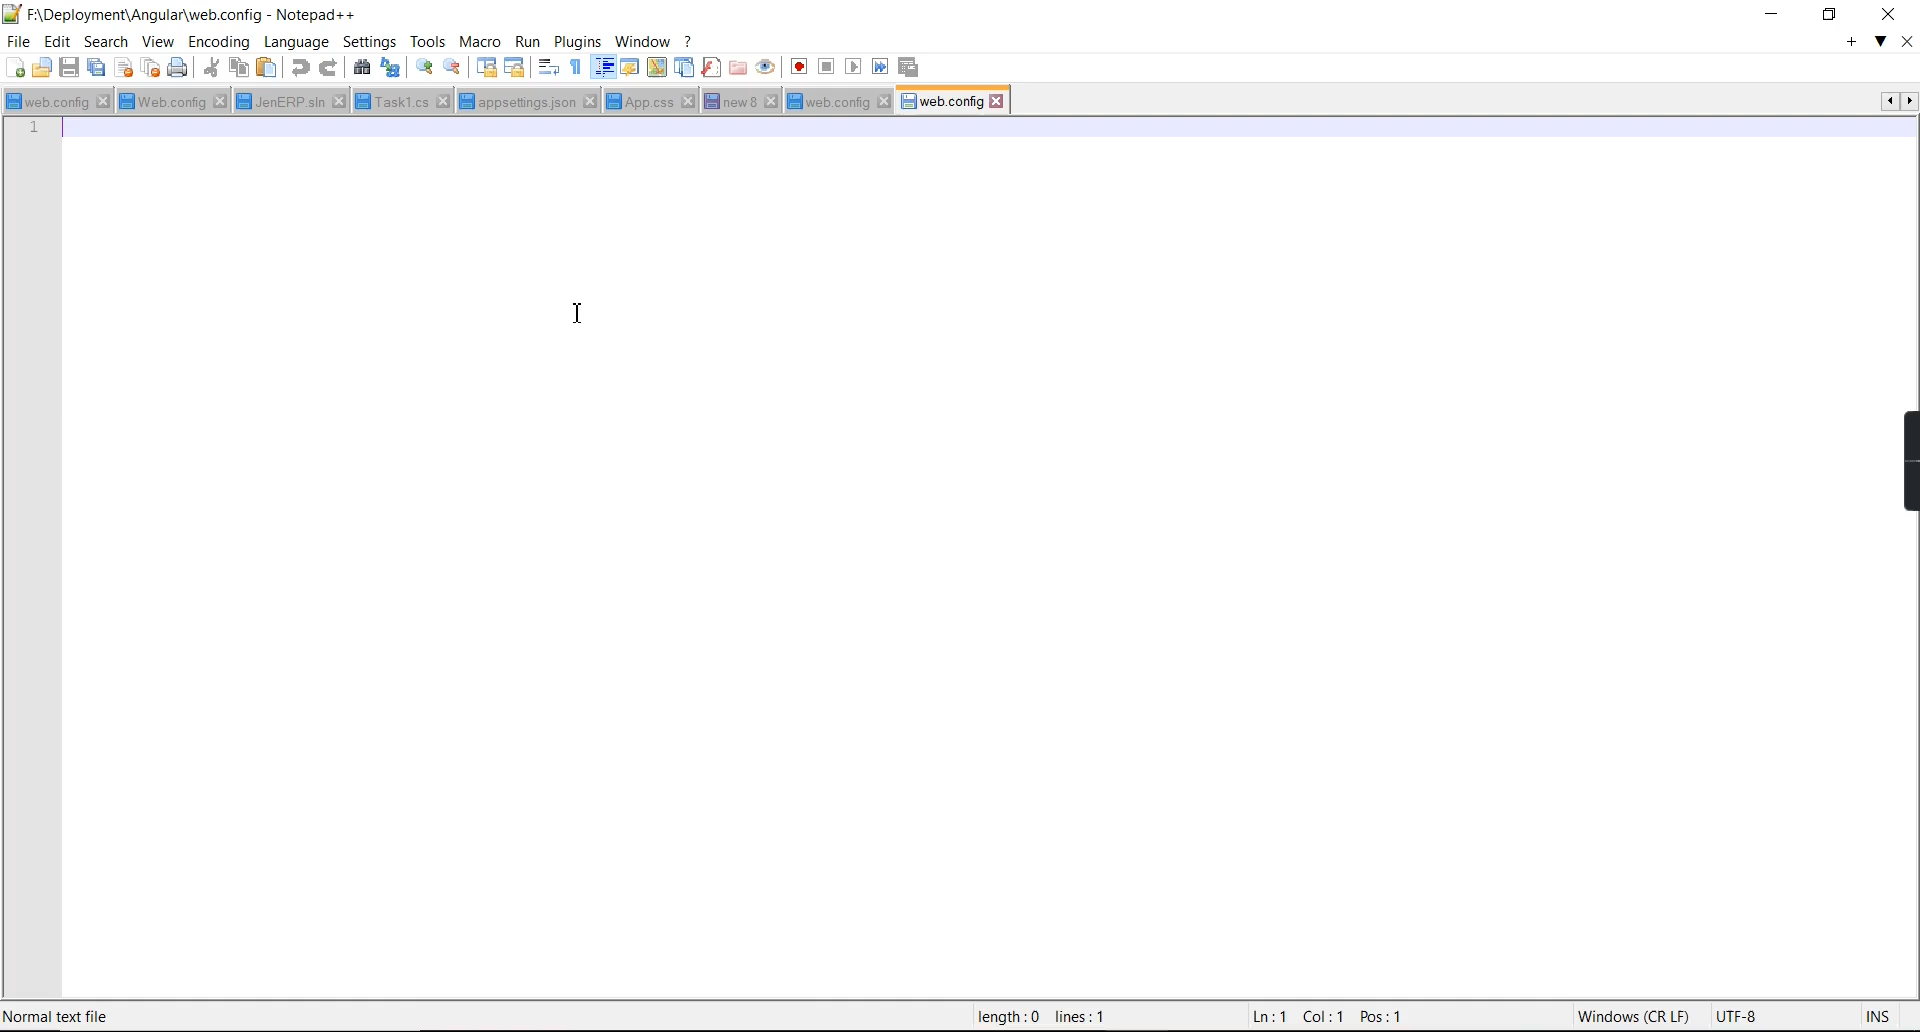 F:\Deployment\Angular\web.config - Notepad++
File Edit Search View Encoding Language Settings Tools Macro Run Plugins Window ?
web.config Web.config JenERP.sln Task1.cs appsettings.json App.css new 8 web.config web.config
1
Normal text file length : 0 lines : 1 Ln : 1 Col : 1 Pos : 1 Windows (CR LF) UTF-8 INS